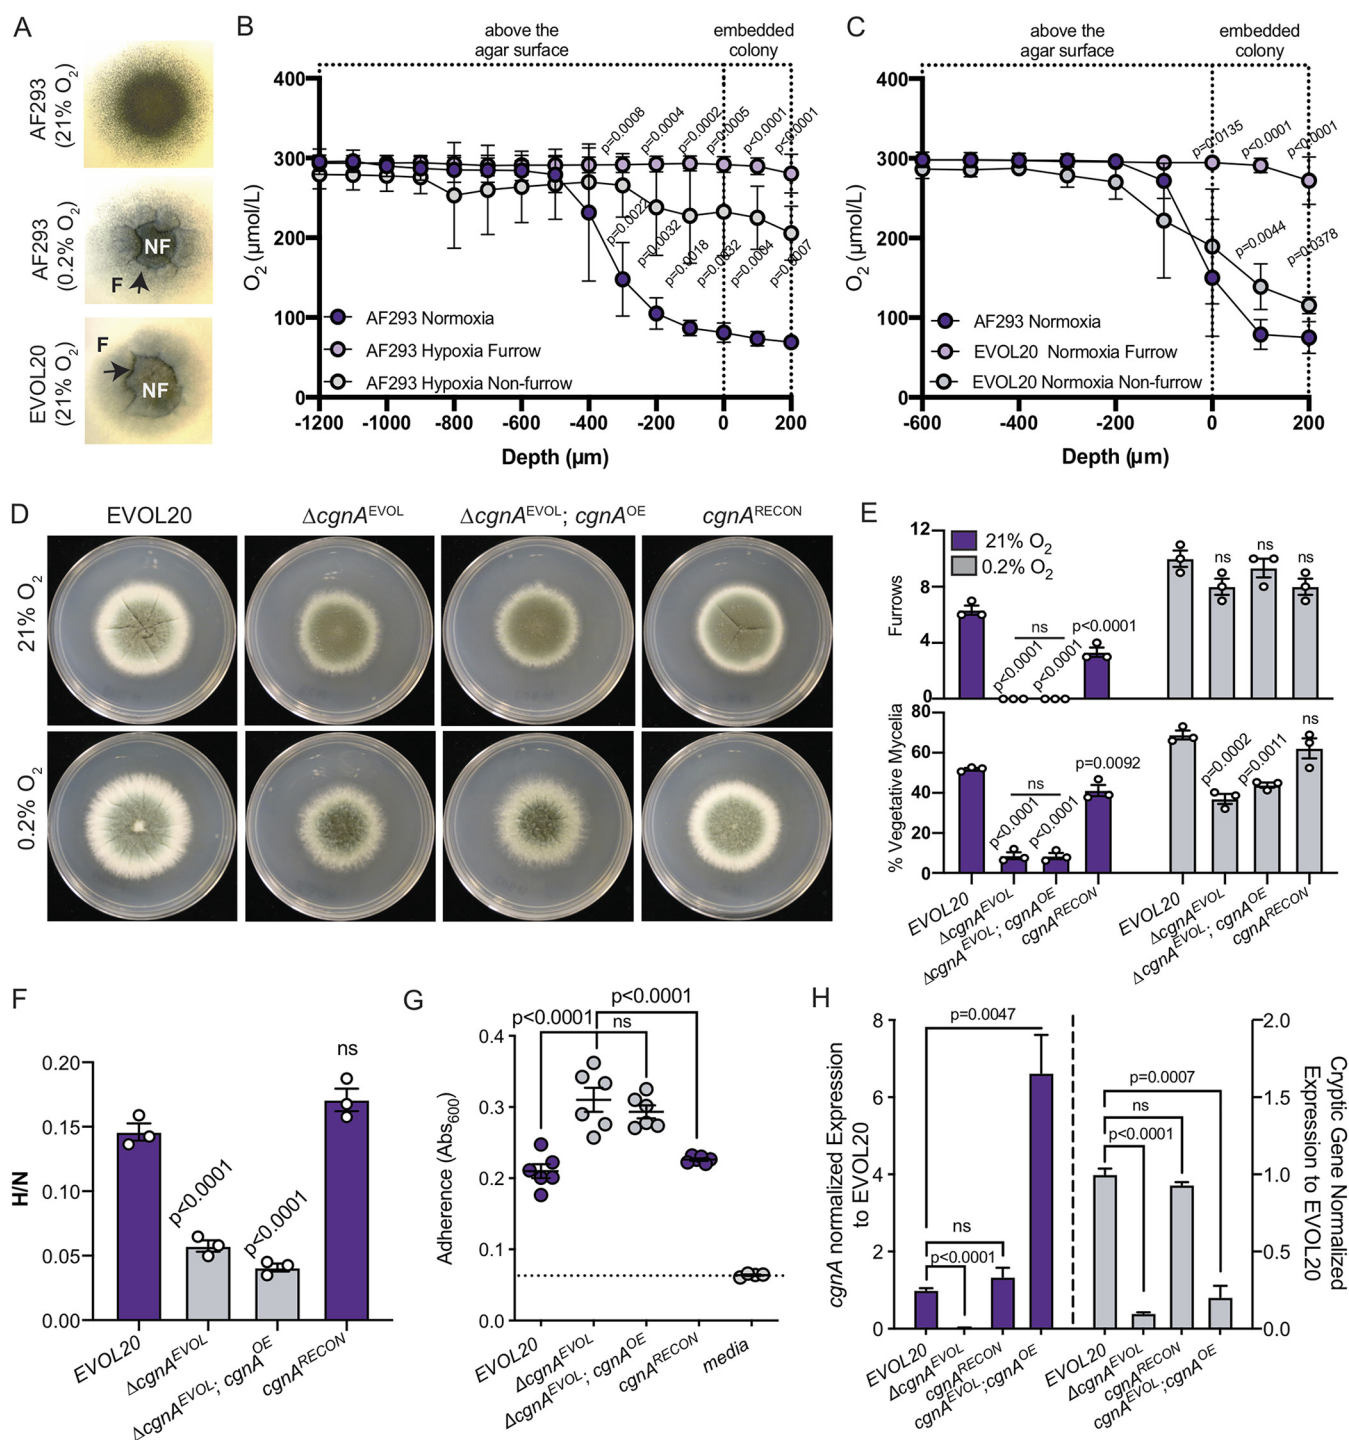 A
AF293
(21% O2)
AF293
(0.2% O2)
NF
F
EVOL20
(21% O2)
F
NF
B
above the
agar surface
embedded
colony
O2 (µmol/L)
400
300
200
100
0
p=0.0008
p=0.0004
p=0.0002
p=0.0005
p<0.0001
p<0.0001
p=0.0022
p=0.0032
p=0.0018
p=0.0032
p=0.0004
p=0.0007
AF293 Normoxia
AF293 Hypoxia Furrow
AF293 Hypoxia Non-furrow
-1200 -1000 -800 -600 -400 -200 0 200
Depth (µm)
C
above the
agar surface
embedded
colony
O2 (µmol/L)
400
300
200
100
0
p=0.0135
p<0.0001
p<0.0001
p=0.0044
p=0.0378
AF293 Normoxia
EVOL20 Normoxia Furrow
EVOL20 Normoxia Non-furrow
-600 -400 -200 0 200
Depth (µm)
D
EVOL20 ΔcgnAEVOL ΔcgnAEVOL; cgnAOE cgnARECON
21% O2
0.2% O2
E
21% O2
0.2% O2
Furrows
12
8
4
0
ns
p<0.0001
p<0.0001
p<0.0001
ns
ns
ns
% Vegetative Mycelia
80
60
40
20
0
ns
p<0.0001
p<0.0001
p=0.0092
p=0.0002
p=0.0011
ns
EVOL20
ΔcgnAEVOL
ΔcgnAEVOL; cgnAOE
cgnARECON
EVOL20
ΔcgnAEVOL
ΔcgnAEVOL; cgnAOE
cgnARECON
F
H/N
0.20
0.15
0.10
0.05
0.00
p<0.0001
p<0.0001
ns
EVOL20
ΔcgnAEVOL
ΔcgnAEVOL; cgnAOE
cgnARECON
G
Adherence (Abs600)
0.4
0.3
0.2
0.1
0.0
p<0.0001
p<0.0001
ns
EVOL20
ΔcgnAEVOL
ΔcgnAEVOL; cgnAOE
cgnARECON
media
H
cgnA normalized Expression
to EVOL20
8
6
4
2
0
p=0.0047
ns
p<0.0001
p=0.0007
ns
p<0.0001
2.0
1.5
1.0
0.5
0.0
Cryptic Gene Normalized
Expression to EVOL20
EVOL20
ΔcgnAEVOL
cgnARECON
cgnAEVOL;cgnAOE
EVOL20
ΔcgnAEVOL
cgnARECON
cgnAEVOL;cgnAOE